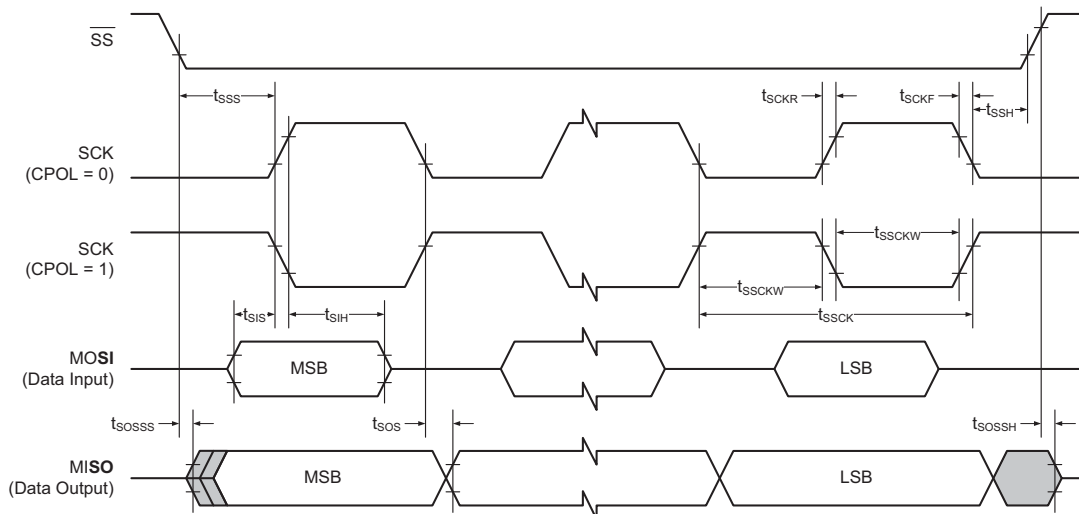 SS
tSSS
tSCKR
tSCKF
tSSH
SCK
(CPOL = 0)
SCK
(CPOL = 1)
tSSCKW
tSSCKW
tSSCK
tSIS
tSIH
MOSI
(Data Input)
MSB
LSB
tSOSSS
tSOS
tSOSSH
MISO
(Data Output)
MSB
LSB